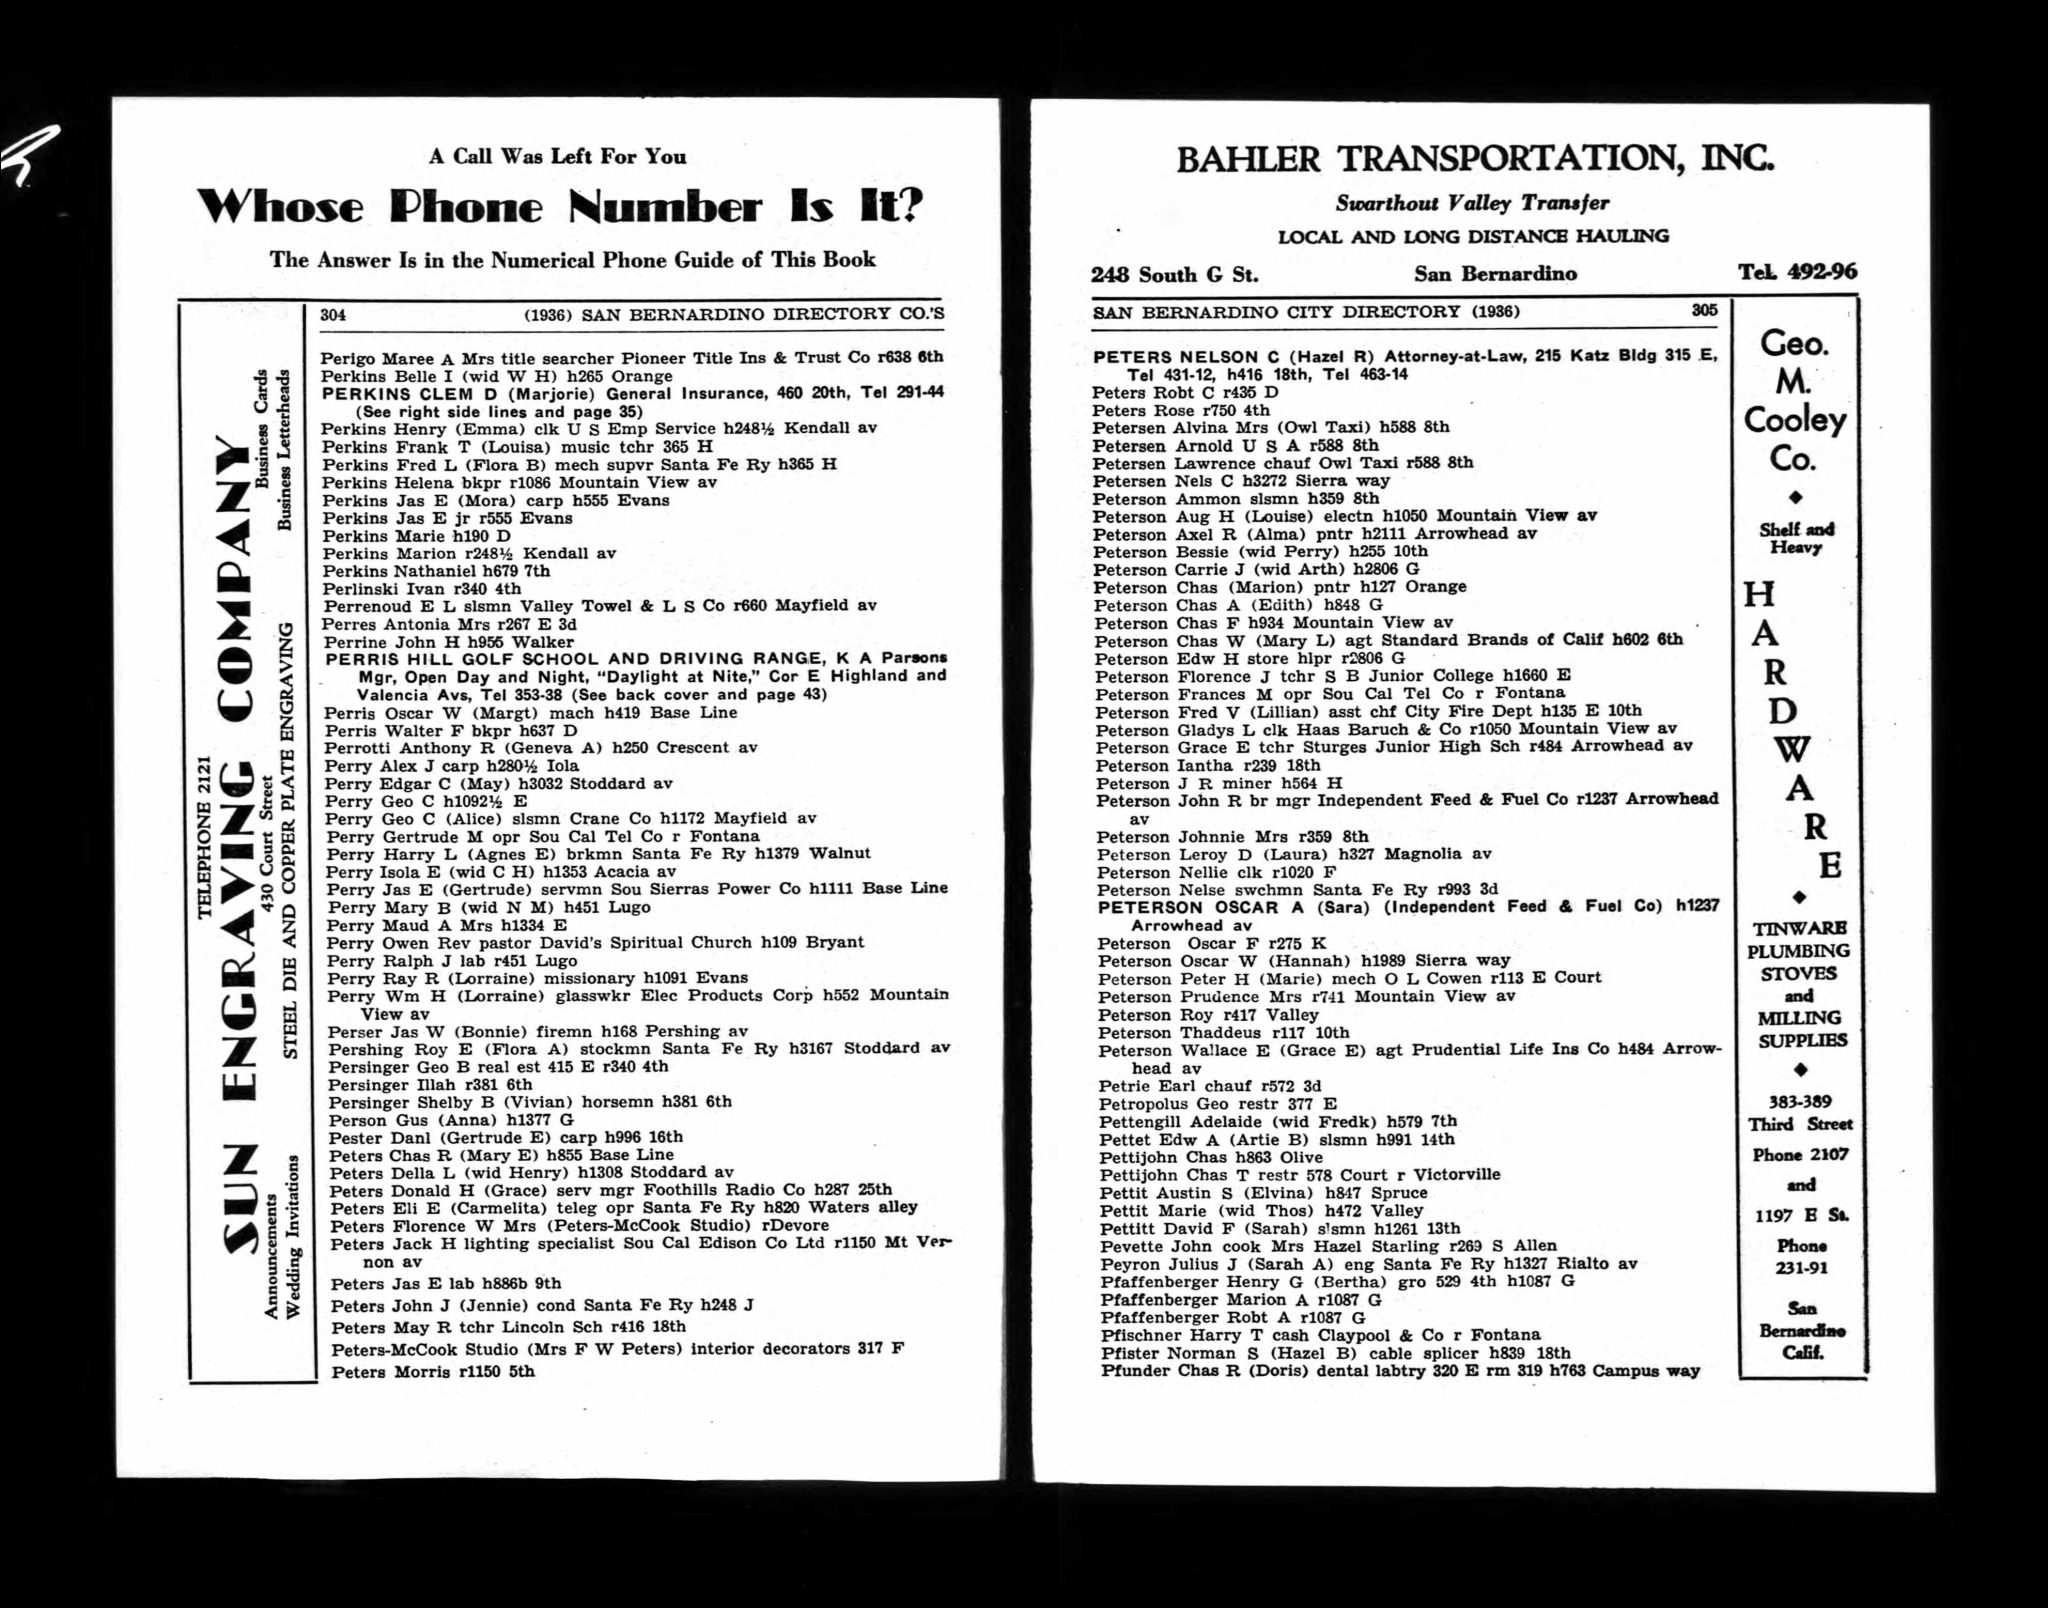 A Call Was Left For You
Whose Phone Number Is It?
The Answer Is in the Numerical Phone Guide of This Book
TELEPHONE 2121
SUN ENGRAVING COMPANY
430 Court Street
STEEL DIE AND COPPER PLATE ENGRAVING
Business Cards
Business Letterheads
Announcements
Wedding Invitations
304 (1936) SAN BERNARDINO DIRECTORY CO.'S
Perigo Maree A Mrs title searcher Pioneer Title Ins & Trust Co r638 6th
Perkins Belle I (wid W H) h265 Orange
PERKINS CLEM D (Marjorie) General Insurance, 460 20th, Tel 291-44
(See right side lines and page 35)
Perkins Henry (Emma) clk U S Emp Service h248½ Kendall av
Perkins Frank T (Louisa) music tchr 365 H
Perkins Fred L (Flora B) mech supvr Santa Fe Ry h365 H
Perkins Helena bkpr r1086 Mountain View av
Perkins Jas E (Mora) carp h555 Evans
Perkins Jas E jr r555 Evans
Perkins Marie h190 D
Perkins Marion r248½ Kendall av
Perkins Nathaniel h679 7th
Perlinski Ivan r340 4th
Perrenoud E L slsmn Valley Towel & L S Co r660 Mayfield av
Perres Antonia Mrs r267 E 3d
Perrine John H h955 Walker
PERRIS HILL GOLF SCHOOL AND DRIVING RANGE, K A Parsons
Mgr, Open Day and Night, "Daylight at Nite," Cor E Highland and
Valencia Avs, Tel 353-38 (See back cover and page 43)
Perris Oscar W (Margt) mach h419 Base Line
Perris Walter F bkpr h637 D
Perrotti Anthony R (Geneva A) h250 Crescent av
Perry Alex J carp h280½ Iola
Perry Edgar C (May) h3032 Stoddard av
Perry Geo C h1092½ E
Perry Geo C (Alice) slsmn Crane Co h1172 Mayfield av
Perry Gertrude M opr Sou Cal Tel Co r Fontana
Perry Harry L (Agnes E) brkmn Santa Fe Ry h1379 Walnut
Perry Isola E (wid C H) h1353 Acacia av
Perry Jas E (Gertrude) servmn Sou Sierras Power Co h1111 Base Line
Perry Mary B (wid N M) h451 Lugo
Perry Maud A Mrs h1334 E
Perry Owen Rev pastor David's Spiritual Church h109 Bryant
Perry Ralph J lab r451 Lugo
Perry Ray R (Lorraine) missionary h1091 Evans
Perry Wm H (Lorraine) glasswkr Elec Products Corp h552 Mountain
View av
Perser Jas W (Bonnie) firemn h168 Pershing av
Pershing Roy E (Flora A) stockmn Santa Fe Ry h3167 Stoddard av
Persinger Geo B real est 415 E r340 4th
Persinger Illah r381 6th
Persinger Shelby B (Vivian) horsemn h381 6th
Person Gus (Anna) h1377 G
Pester Danl (Gertrude E) carp h996 16th
Peters Chas R (Mary E) h855 Base Line
Peters Della L (wid Henry) h1308 Stoddard av
Peters Donald H (Grace) serv mgr Foothills Radio Co h287 25th
Peters Eli E (Carmelita) teleg opr Santa Fe Ry h820 Waters alley
Peters Florence W Mrs (Peters-McCook Studio) rDevore
Peters Jack H lighting specialist Sou Cal Edison Co Ltd r1150 Mt Ver-
non av
Peters Jas E lab h886b 9th
Peters John J (Jennie) cond Santa Fe Ry h248 J
Peters May R tchr Lincoln Sch r416 18th
Peters-McCook Studio (Mrs F W Peters) interior decorators 317 F
Peters Morris r1150 5th
BAHLER TRANSPORTATION, INC.
Swarthout Valley Transfer
LOCAL AND LONG DISTANCE HAULING
248 South G St. San Bernardino Tel. 492-96
SAN BERNARDINO CITY DIRECTORY (1936) 305
PETERS NELSON C (Hazel R) Attorney-at-Law, 215 Katz Bldg 315 E,
Tel 431-12, h416 18th, Tel 463-14
Peters Robt C r435 D
Peters Rose r750 4th
Petersen Alvina Mrs (Owl Taxi) h588 8th
Petersen Arnold U S A r588 8th
Petersen Lawrence chauf Owl Taxi r588 8th
Petersen Nels C h3272 Sierra way
Peterson Ammon slsmn h359 8th
Peterson Aug H (Louise) electn h1050 Mountain View av
Peterson Axel R (Alma) pntr h2111 Arrowhead av
Peterson Bessie (wid Perry) h255 10th
Peterson Carrie J (wid Arth) h2806 G
Peterson Chas (Marion) pntr h127 Orange
Peterson Chas A (Edith) h848 G
Peterson Chas F h934 Mountain View av
Peterson Chas W (Mary L) agt Standard Brands of Calif h602 6th
Peterson Edw H store hlpr r2806 G
Peterson Florence J tchr S B Junior College h1660 E
Peterson Frances M opr Sou Cal Tel Co r Fontana
Peterson Fred V (Lillian) asst chf City Fire Dept h135 E 10th
Peterson Gladys L clk Haas Baruch & Co r1050 Mountain View av
Peterson Grace E tchr Sturges Junior High Sch r484 Arrowhead av
Peterson Iantha r239 18th
Peterson J R miner h564 H
Peterson John R br mgr Independent Feed & Fuel Co r1237 Arrowhead
av
Peterson Johnnie Mrs r359 8th
Peterson Leroy D (Laura) h327 Magnolia av
Peterson Nellie clk r1020 F
Peterson Nelse swchmn Santa Fe Ry r993 3d
PETERSON OSCAR A (Sara) (Independent Feed & Fuel Co) h1237
Arrowhead av
Peterson Oscar F r275 K
Peterson Oscar W (Hannah) h1989 Sierra way
Peterson Peter H (Marie) mech O L Cowen r113 E Court
Peterson Prudence Mrs r741 Mountain View av
Peterson Roy r417 Valley
Peterson Thaddeus r117 10th
Peterson Wallace E (Grace E) agt Prudential Life Ins Co h484 Arrow-
head av
Petrie Earl chauf r572 3d
Petropolus Geo restr 377 E
Pettengill Adelaide (wid Fredk) h579 7th
Pettet Edw A (Artie B) slsmn h991 14th
Pettijohn Chas h863 Olive
Pettijohn Chas T restr 578 Court r Victorville
Pettit Austin S (Elvina) h847 Spruce
Pettit Marie (wid Thos) h472 Valley
Pettitt David F (Sarah) slsmn h1261 13th
Pevette John cook Mrs Hazel Starling r269 S Allen
Peyron Julius J (Sarah A) eng Santa Fe Ry h1327 Rialto av
Pfaffenberger Henry G (Bertha) gro 529 4th h1087 G
Pfaffenberger Marion A r1087 G
Pfaffenberger Robt A r1087 G
Pfischner Harry T cash Claypool & Co r Fontana
Pfister Norman S (Hazel B) cable splicer h839 18th
Pfunder Chas R (Doris) dental labtry 320 E rm 319 h763 Campus way
Geo.
M.
Cooley
Co.
Shelf and
Heavy
HARDWARE
TINWARE
PLUMBING
STOVES
and
MILLING
SUPPLIES
383-389
Third Street
Phone 2107
and
1197 E St.
Phone
231-91
San
Bernardino
Calif.